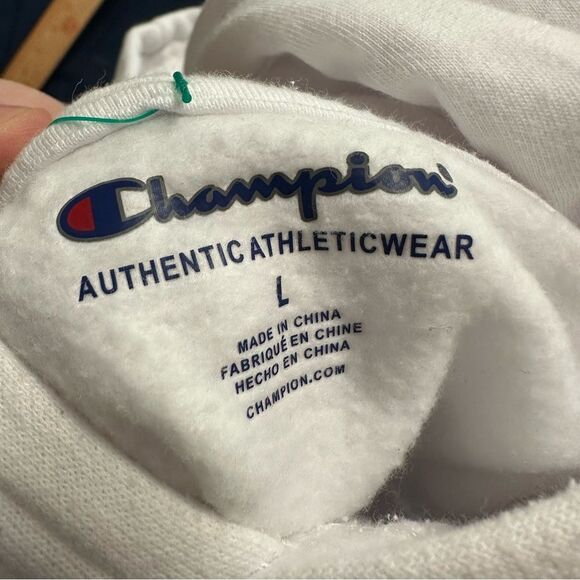 Champion
AUTHENTIC ATHLETICWEAR
L
MADE IN CHINA
FABRIQUÉ EN CHINE
HECHO EN CHINA
CHAMPION.COM